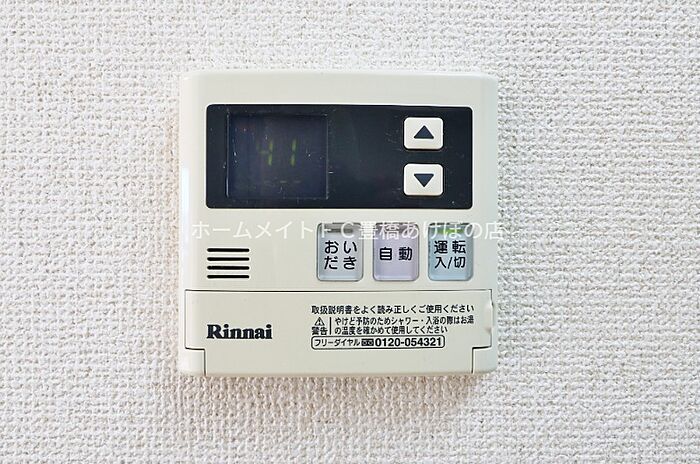 41
▲
▼
ホームメイトFC豊橋あけぼの店
おい
だき
自動
運転
入/切
取扱説明書をよく読み正しくご使用ください
警告
やけど予防のためシャワー・入浴の際はお湯
の温度を確かめて使用してください
Rinnai
フリーダイヤル 0120-054321